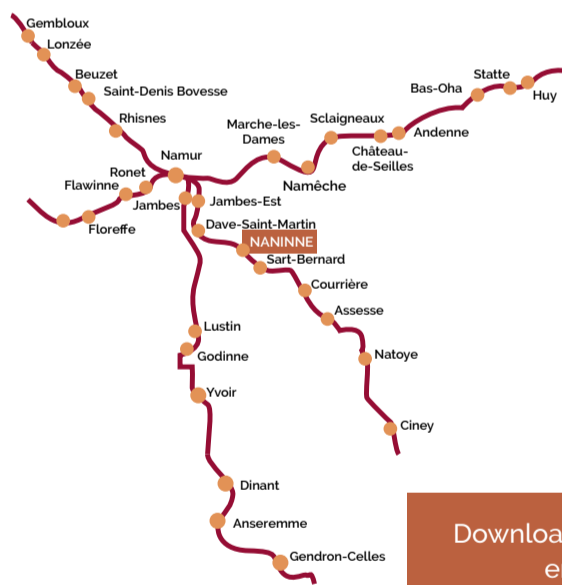 Gembloux
Lonzée
Beuzet
Saint-Denis Bovesse
Rhisnes
Namur
Ronet
Flawinne
Floreffe
Jambes
Jambes-Est
Dave-Saint-Martin
NANINNE
Sart-Bernard
Courrière
Assesse
Natoye
Ciney
Marche-les-
Dames
Namêche
Sclaigneaux
Château-
de-Seilles
Andenne
Bas-Oha
Statte
Huy
Lustin
Godinne
Yvoir
Dinant
Anseremme
Gendron-Celles
Downloa
e